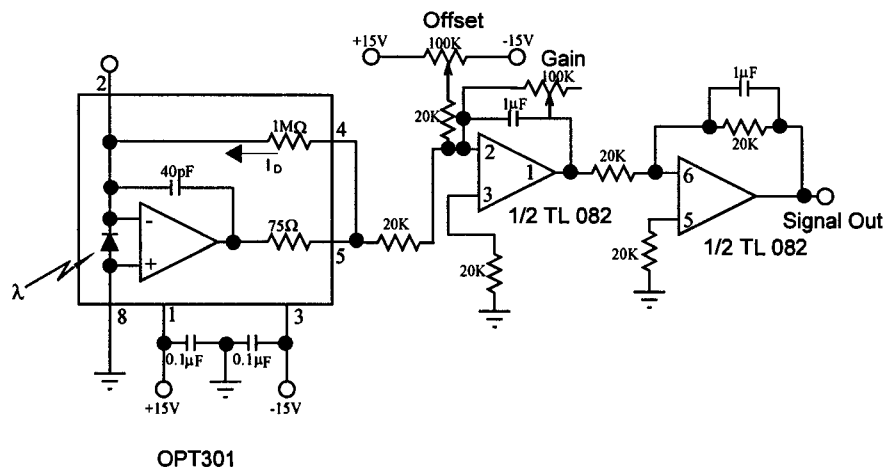 Offset
+15V
100K
-15V
Gain
100K
2
1MΩ
4
I_D
40pF
20K
1µF
1µF
2
1
3
20K
6
20K
-
75Ω
+
5
20K
1/2 TL 082
20K
5
20K
1/2 TL 082
Signal Out
λ
8
1
3
0.1µF
0.1µF
+15V
-15V
OPT301